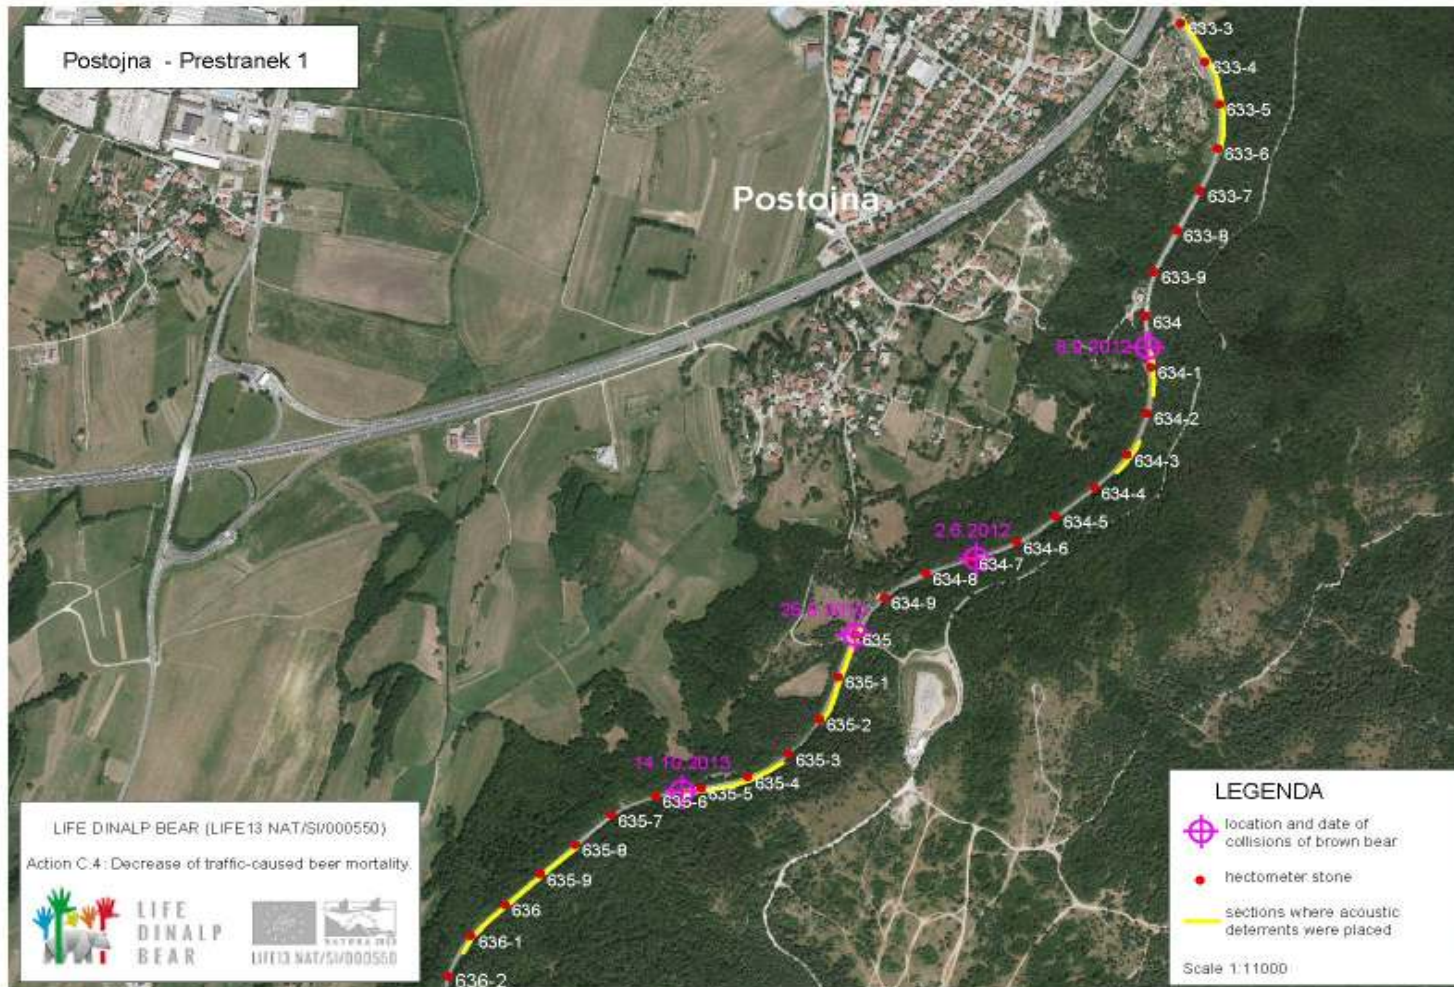 Postojna - Prestranek 1
633-3
633-4
633-5
633-6
633-7
Postojna
633-8
633-9
634
634-1
634-2
634-3
634-4
634-5
2.6.2012
634-6
634-7
634-8
634-9
635
635-1
635-2
635-3
14.10.2013
635-4
635-5
635-6
635-7
635-8
635-9
636
636-1
636-2
LIFE DINALP BEAR (LIFE13 NAT/SI/000550)
Action C.4: Decrease of traffic-caused beer mortality.
LIFE
DINALP
BEAR
NATURA 2000
LIFE13 NAT/SI/000550
LEGENDA
location and date of
collisions of brown bear
hectometer stone
sections where acoustic
deterrents were placed
Scale 1:11000